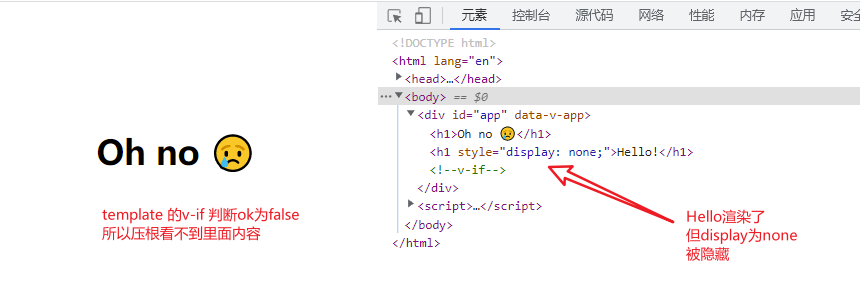 元素 控制台 源代码 网络 性能 内存 应用 安全
<!DOCTYPE html>
<html lang="en">
<head>…</head>
<body> == $0
<div id="app" data-v-app>
<h1>Oh no 😢</h1>
<h1 style="display: none;">Hello!</h1>
<!--v-if-->
</div>
<script>…</script>
</body>
</html>
Oh no 😢
template 的v-if 判断ok为false
所以压根看不到里面内容
Hello渲染了
但display为none
被隐藏